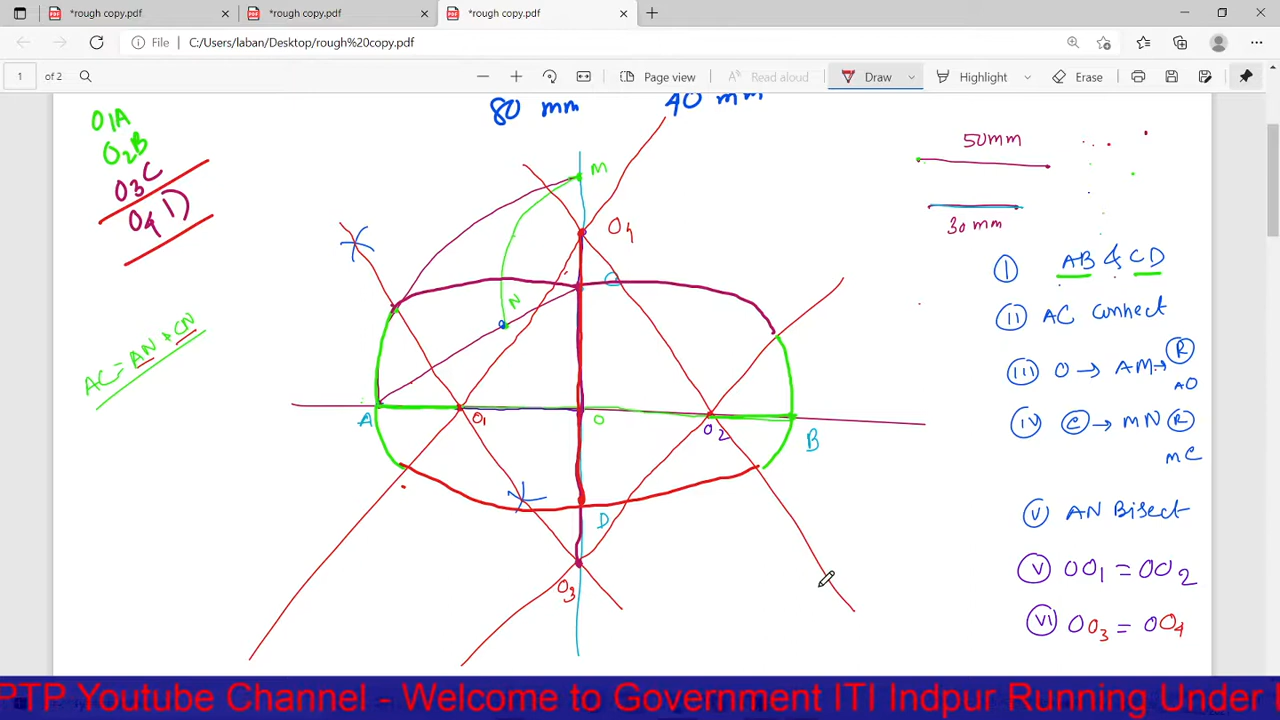 *rough copy.pdf
*rough copy.pdf
*rough copy.pdf
File
C:/Users/laban/Desktop/rough%20copy.pdf
1 of 2
Page view
Read aloud
Draw
Highlight
Erase
80 mm
40 mm
O1A
O2B
O3C
O4D
AC = AN + CN
M
O4
C
N
A
O1
O
O2
B
D
O3
50mm
30 mm
I AB & CD
II AC Connect
III O → AM → R
AO
IV C → MN R
MC
V AN Bisect
V OO1 = OO2
VI OO3 = OO4
PTP Youtube Channel - Welcome to Government ITI Indpur Running Under